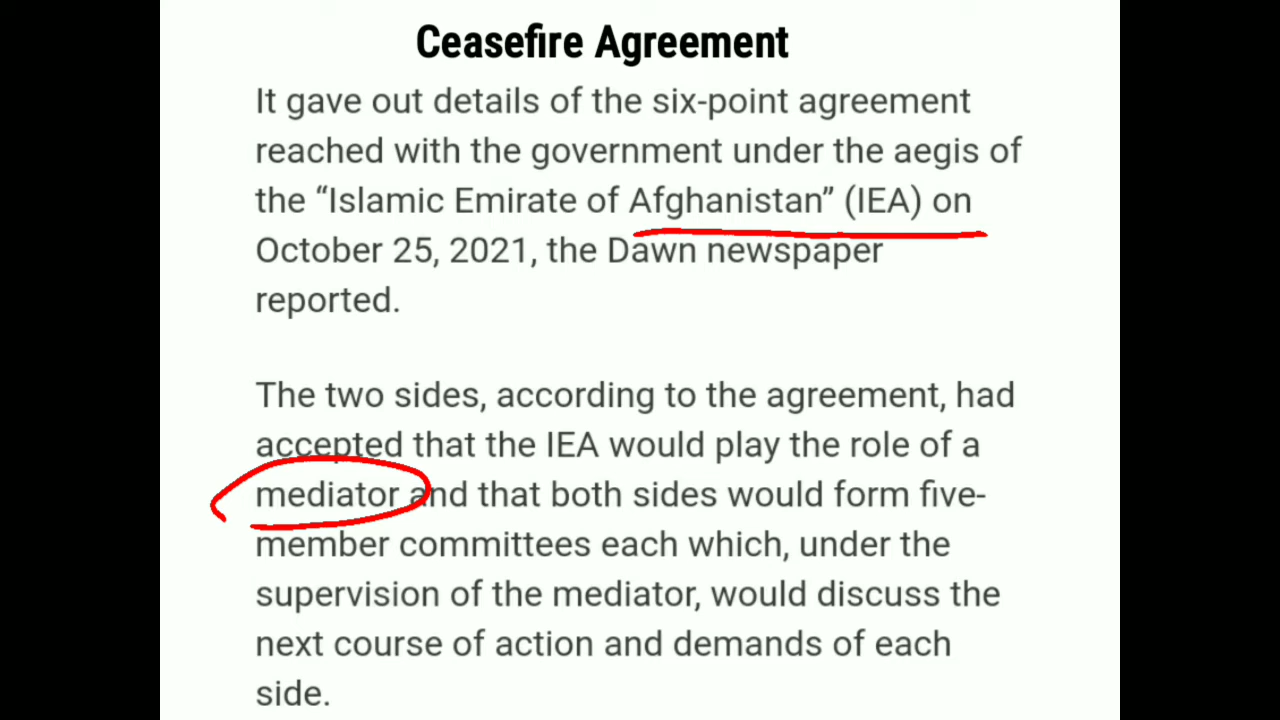 Ceasefire Agreement
It gave out details of the six-point agreement
reached with the government under the aegis of
the “Islamic Emirate of Afghanistan” (IEA) on
October 25, 2021, the Dawn newspaper
reported.
The two sides, according to the agreement, had
accepted that the IEA would play the role of a
mediator and that both sides would form five-
member committees each which, under the
supervision of the mediator, would discuss the
next course of action and demands of each
side.